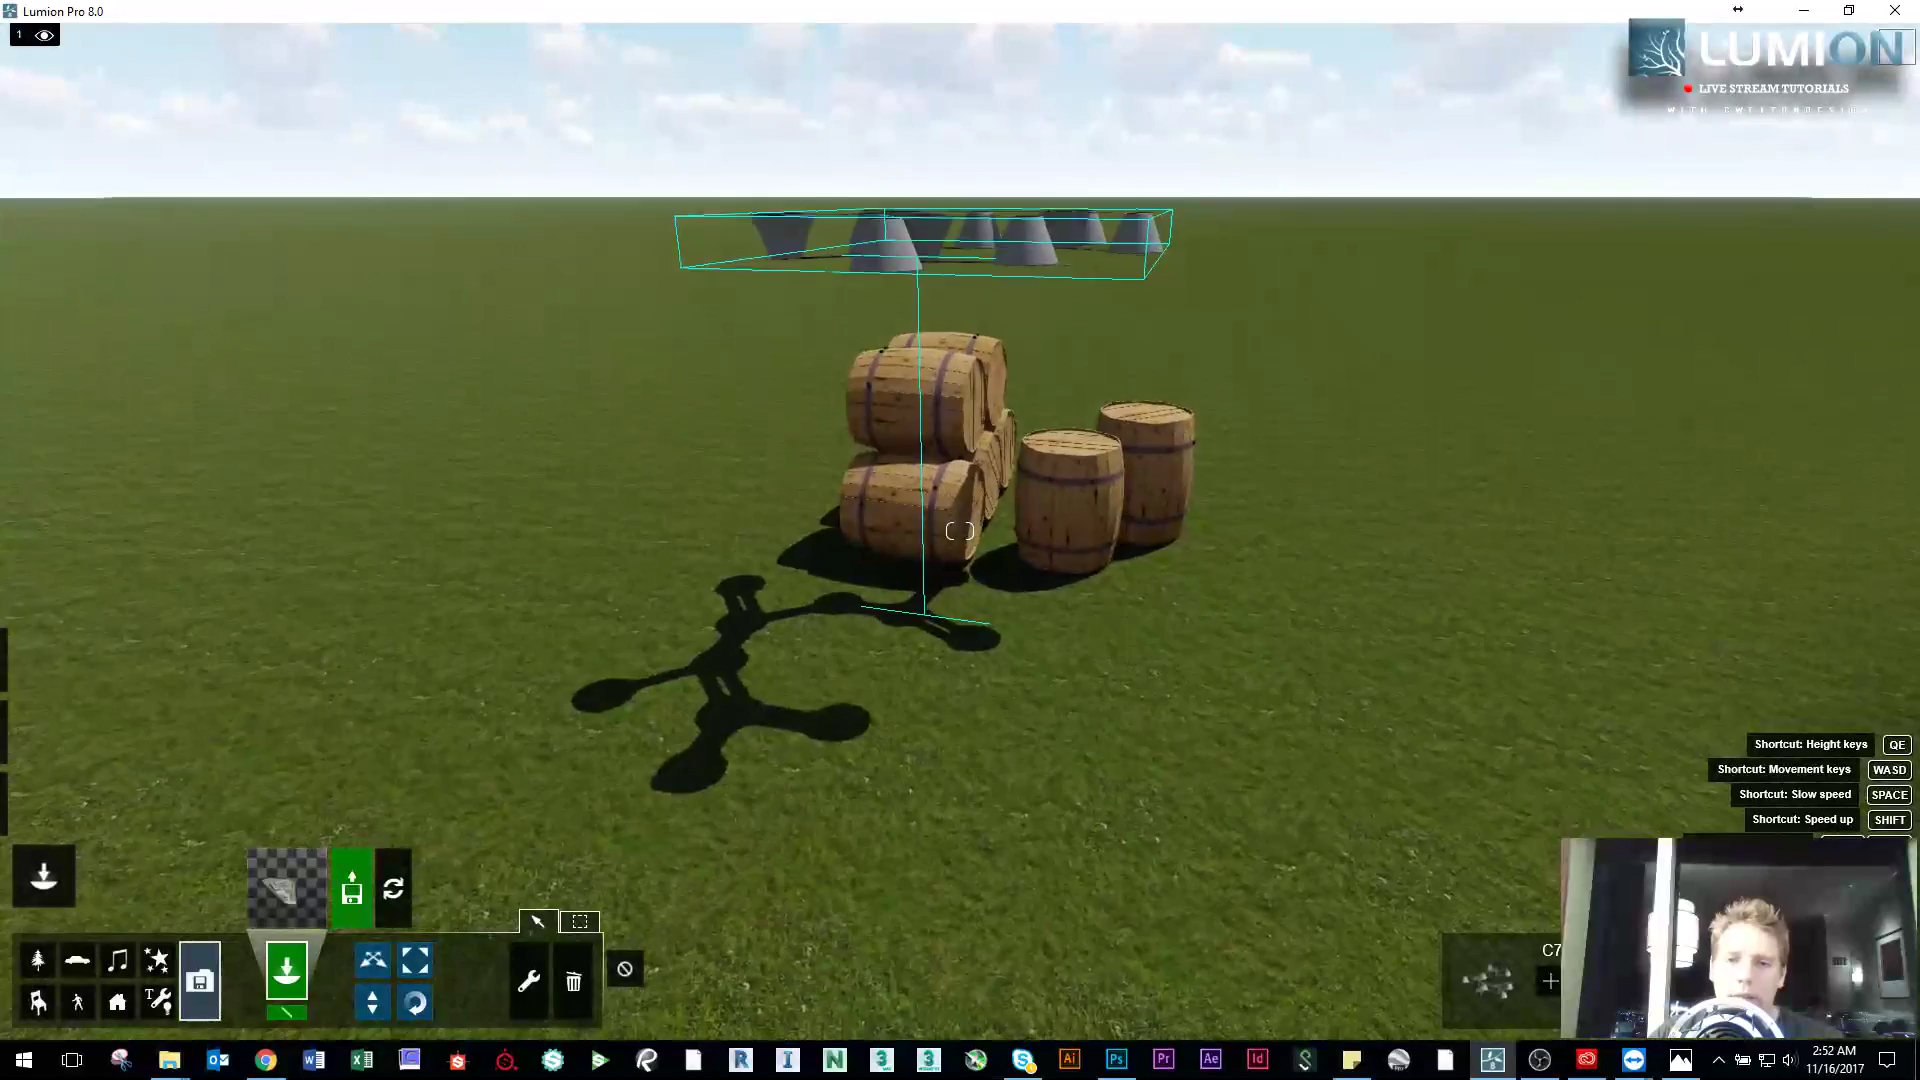 Lumion Pro 8.0
1
LUMION
LIVE STREAM TUTORIALS
Shortcut: Height keys QE
Shortcut: Movement keys WASD
Shortcut: Slow speed SPACE
Shortcut: Speed up SHIFT
C7
2:52 AM
11/16/2017